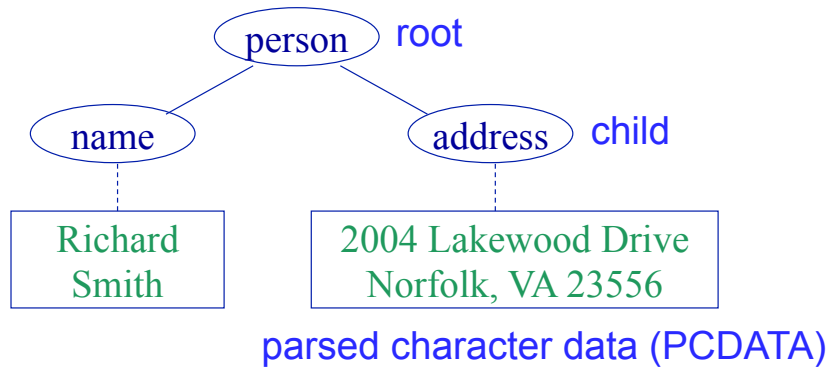 person root
name address child
Richard
Smith
2004 Lakewood Drive
Norfolk, VA 23556
parsed character data (PCDATA)